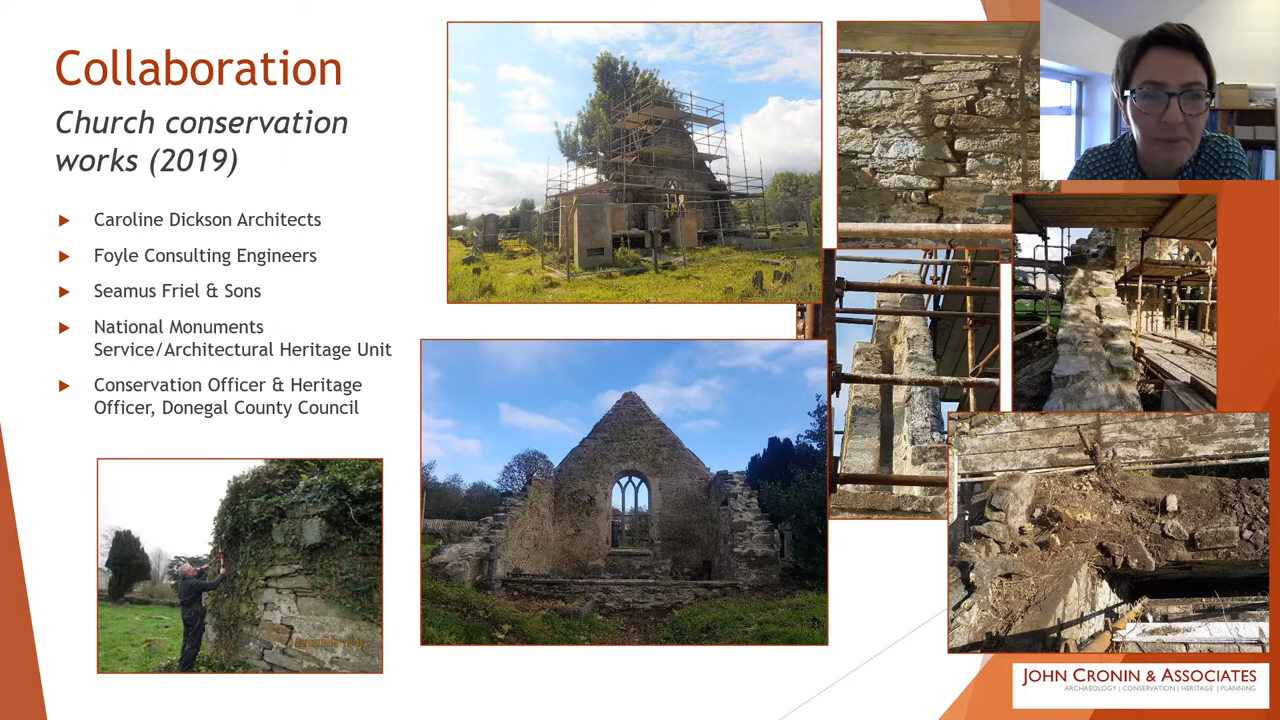 Collaboration
Church conservation
works (2019)
Caroline Dickson Architects
Foyle Consulting Engineers
Seamus Friel & Sons
National Monuments
Service/Architectural Heritage Unit
Conservation Officer & Heritage
Officer, Donegal County Council
JOHN CRONIN & ASSOCIATES
ARCHAEOLOGY | CONSERVATION | HERITAGE | PLANNING